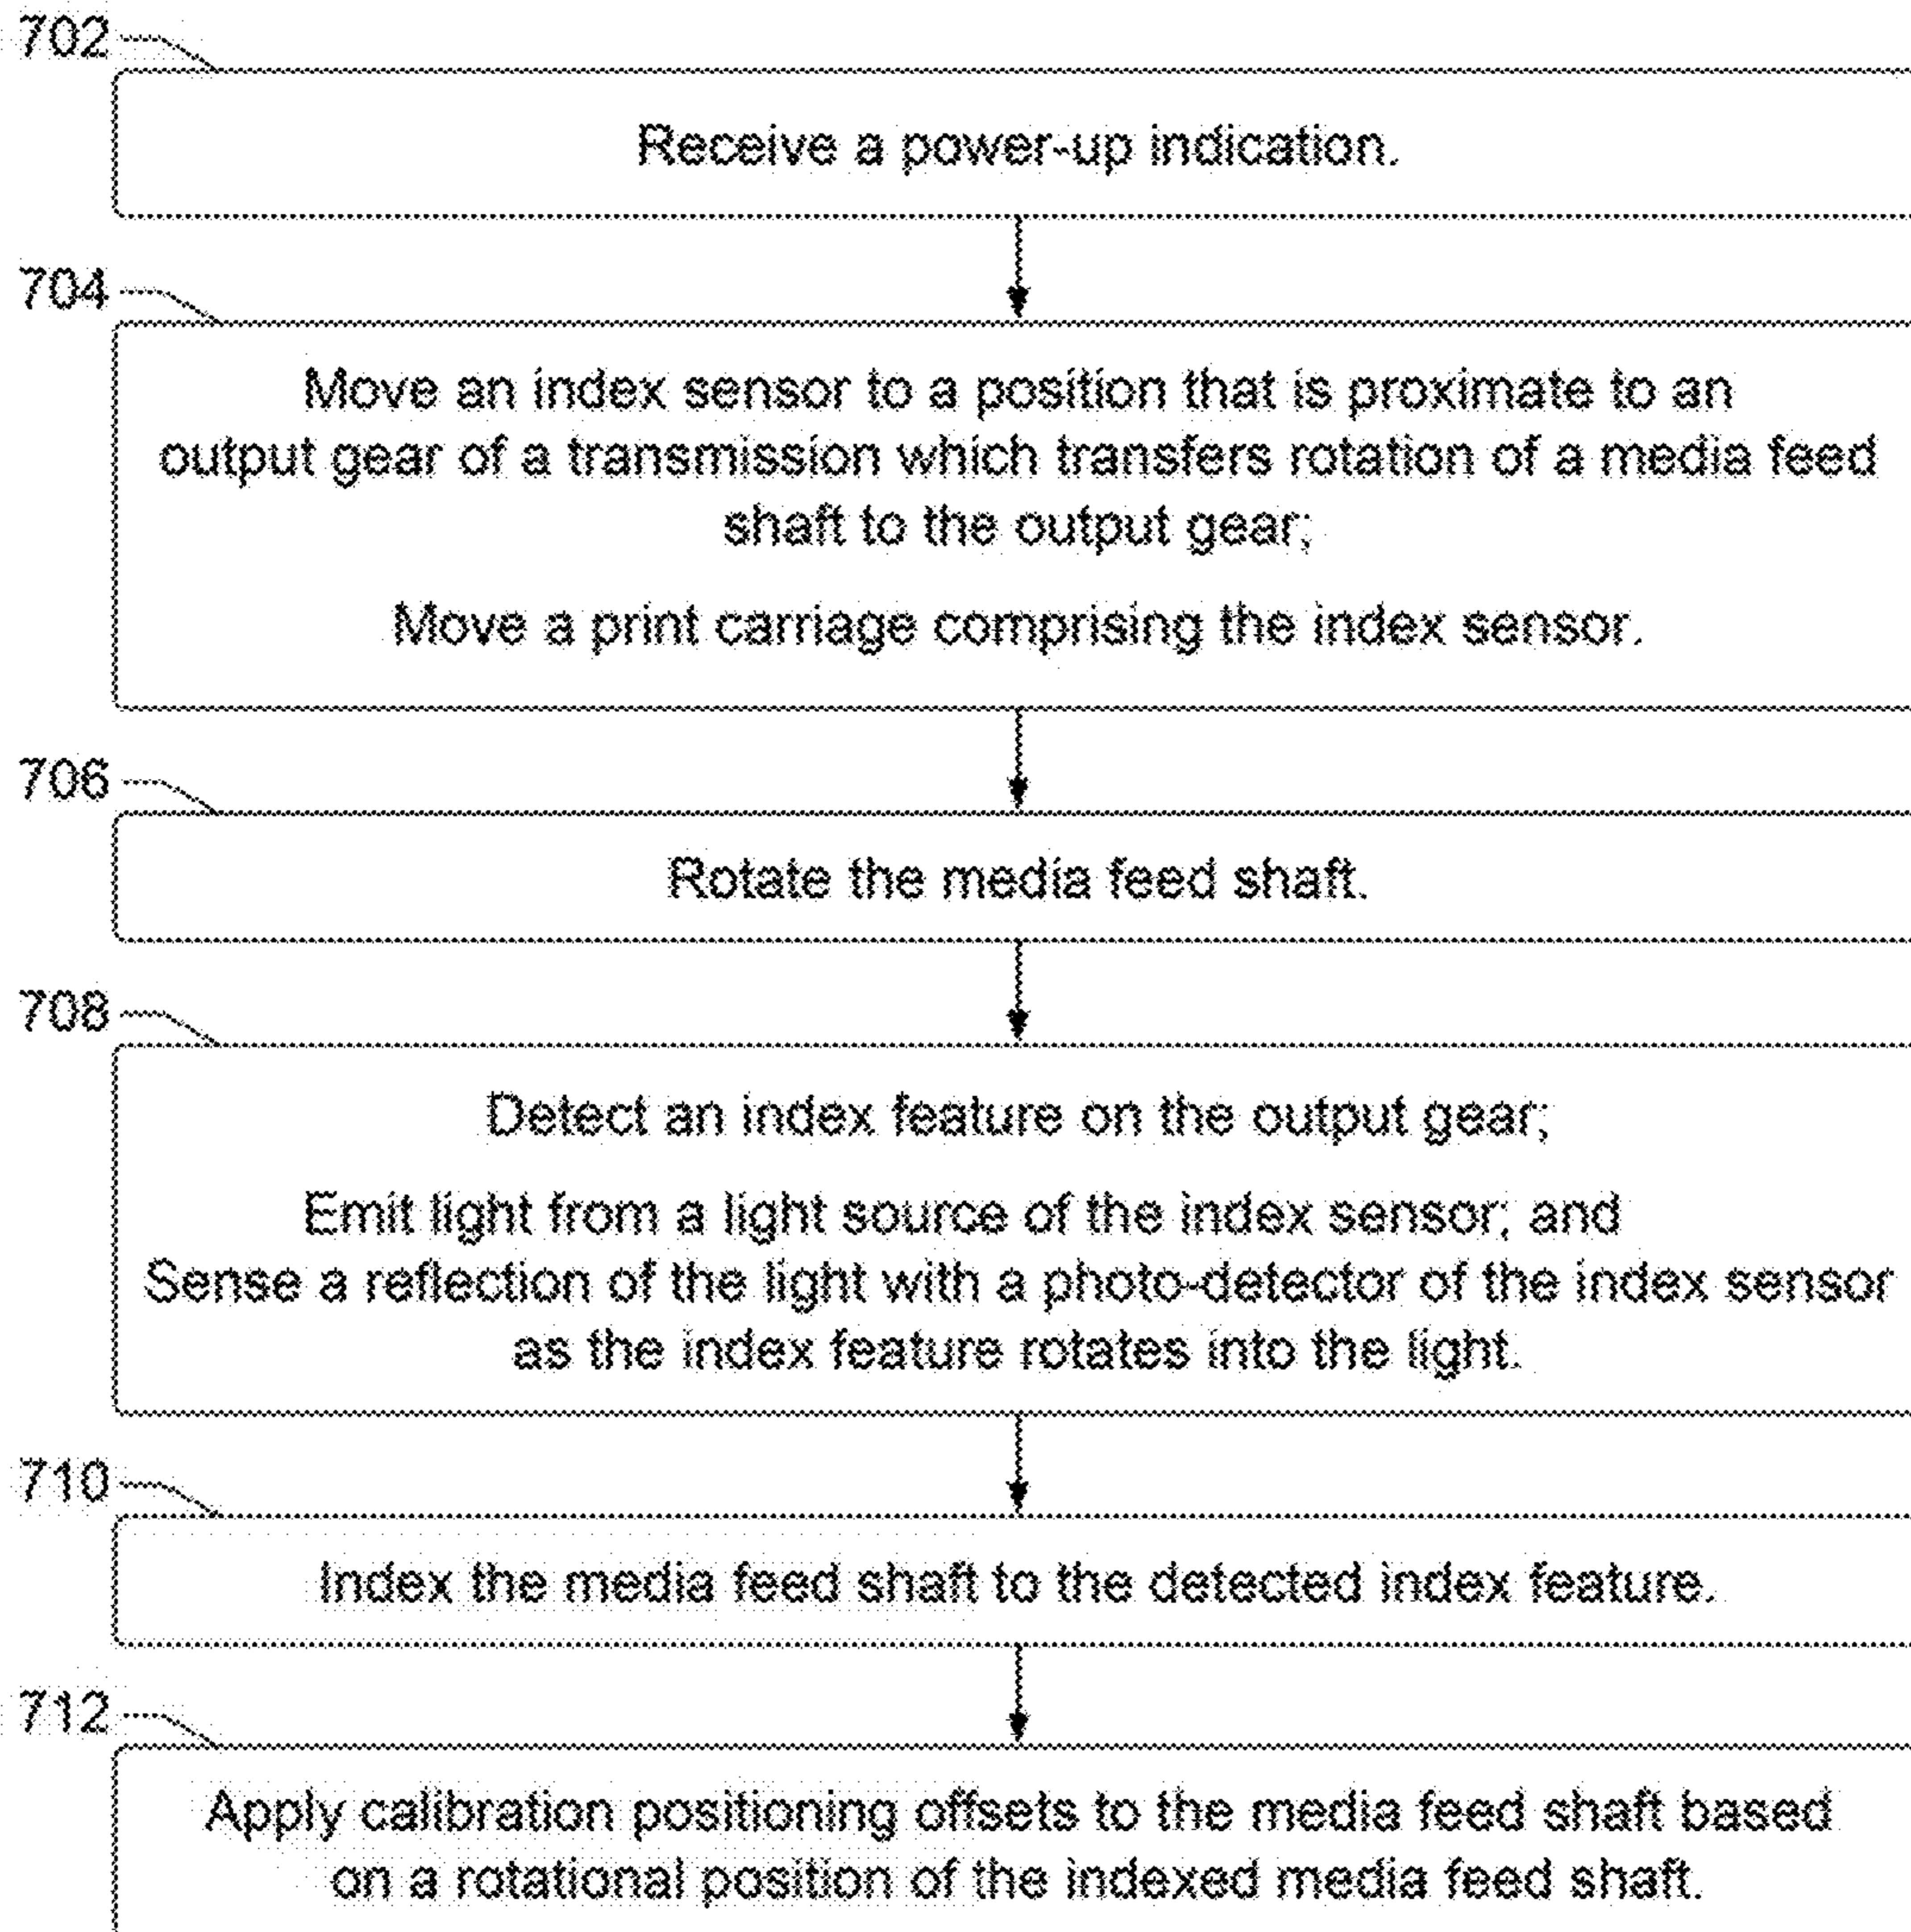 702
Receive a power-up indication.
704
Move an index sensor to a position that is proximate to an
output gear of a transmission which transfers rotation of a media feed
shaft to the output gear;
Move a print carriage comprising the index sensor.
706
Rotate the media feed shaft.
708
Detect an index feature on the output gear;
Emit light from a light source of the index sensor; and
Sense a reflection of the light with a photo-detector of the index sensor
as the index feature rotates into the light.
710
Index the media feed shaft to the detected index feature.
712
Apply calibration positioning offsets to the media feed shaft based
on a rotational position of the indexed media feed shaft.